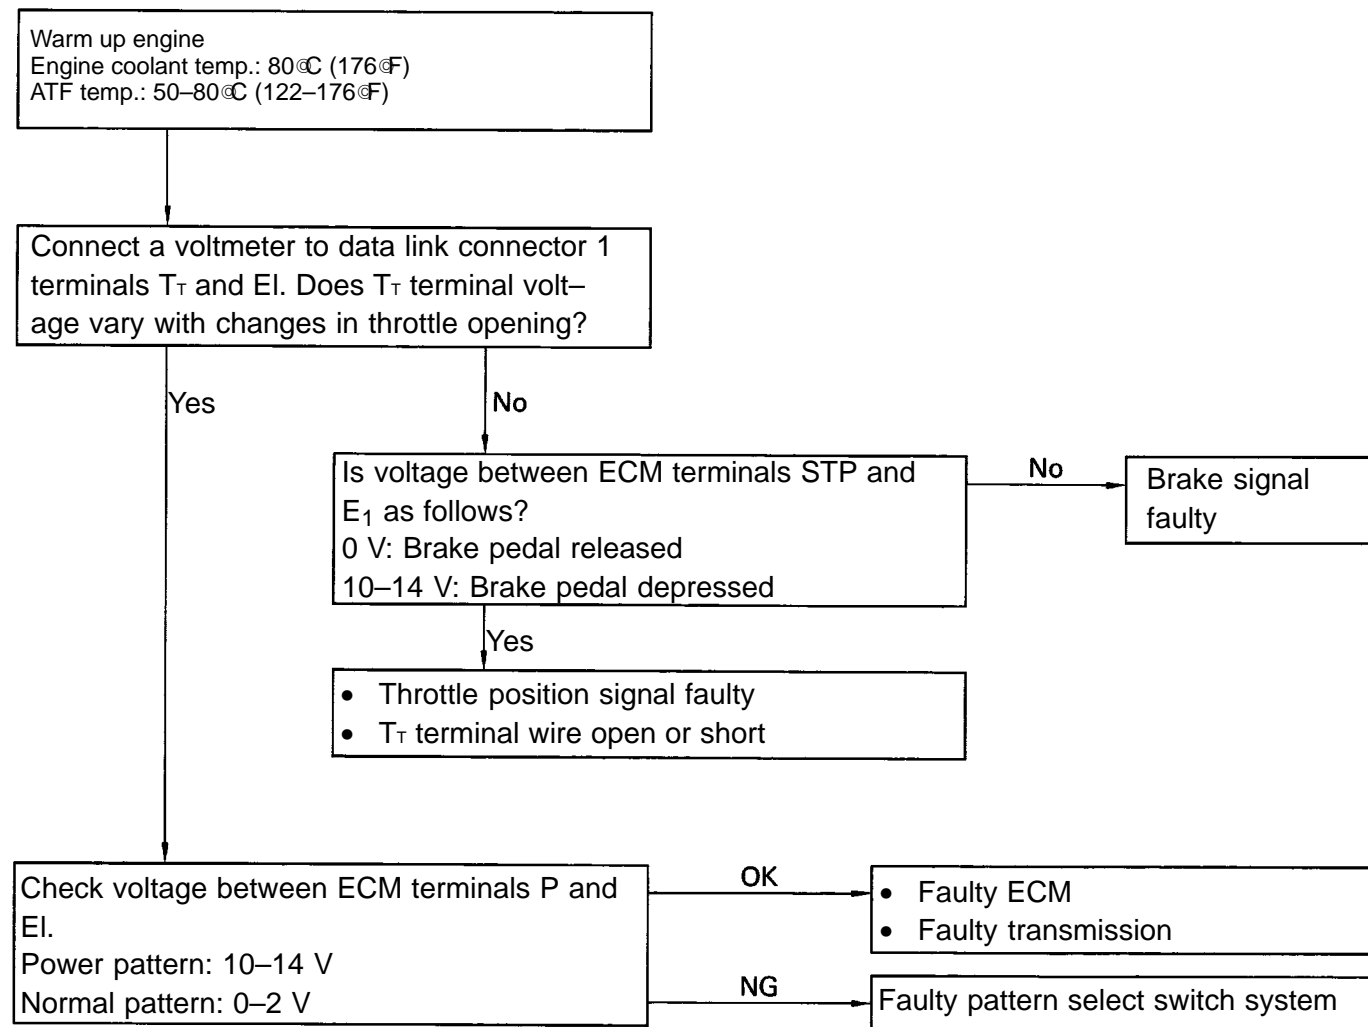 Warm up engine
Engine coolant temp.: 80°C (176°F)
ATF temp.: 50–80°C (122–176°F)
Connect a voltmeter to data link connector 1
terminals TT and El. Does TT terminal volt–
age vary with changes in throttle opening?
Yes
No
Is voltage between ECM terminals STP and
E1 as follows?
0 V: Brake pedal released
10–14 V: Brake pedal depressed
No
Brake signal
faulty
Yes
• Throttle position signal faulty
• TT terminal wire open or short
Check voltage between ECM terminals P and
El.
Power pattern: 10–14 V
Normal pattern: 0–2 V
OK
• Faulty ECM
• Faulty transmission
NG
Faulty pattern select switch system